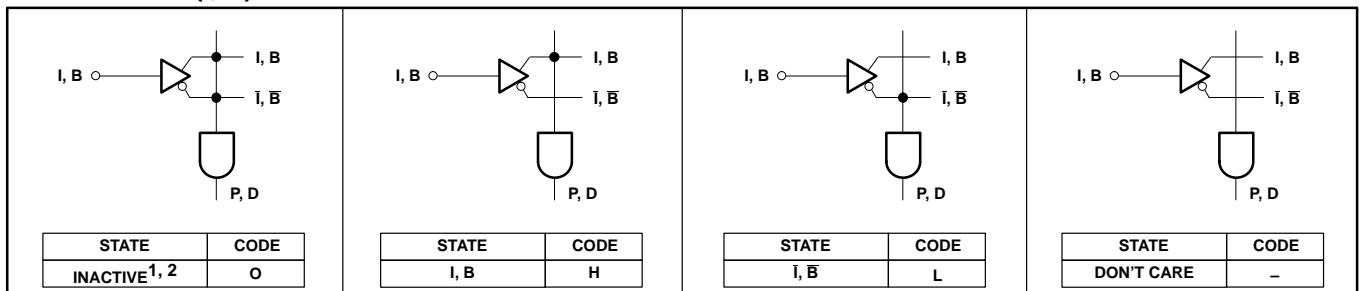 I, B
I, B
I̅, B̅
P, D
STATE CODE
INACTIVE1, 2 O
I, B
I, B
I̅, B̅
P, D
STATE CODE
I, B H
I, B
I, B
I̅, B̅
P, D
STATE CODE
I̅, B̅ L
I, B
I, B
I̅, B̅
P, D
STATE CODE
DON'T CARE –